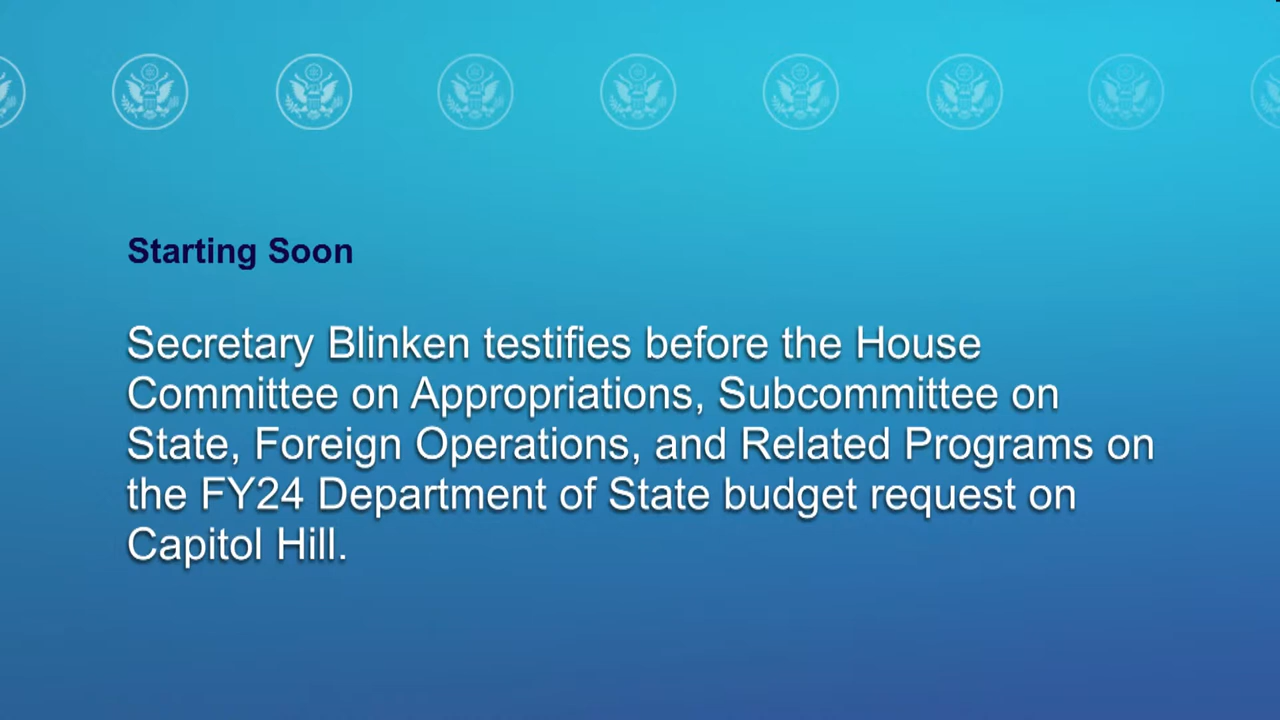 Starting Soon
Secretary Blinken testifies before the House
Committee on Appropriations, Subcommittee on
State, Foreign Operations, and Related Programs on
the FY24 Department of State budget request on
Capitol Hill.